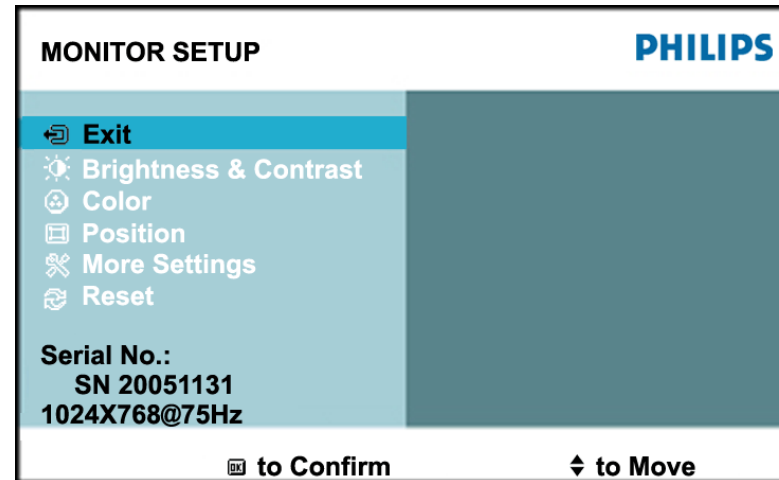 MONITOR SETUP
PHILIPS
Exit
Brightness & Contrast
Color
Position
More Settings
Reset
Serial No.:
SN 20051131
1024X768@75Hz
OK to Confirm
to Move